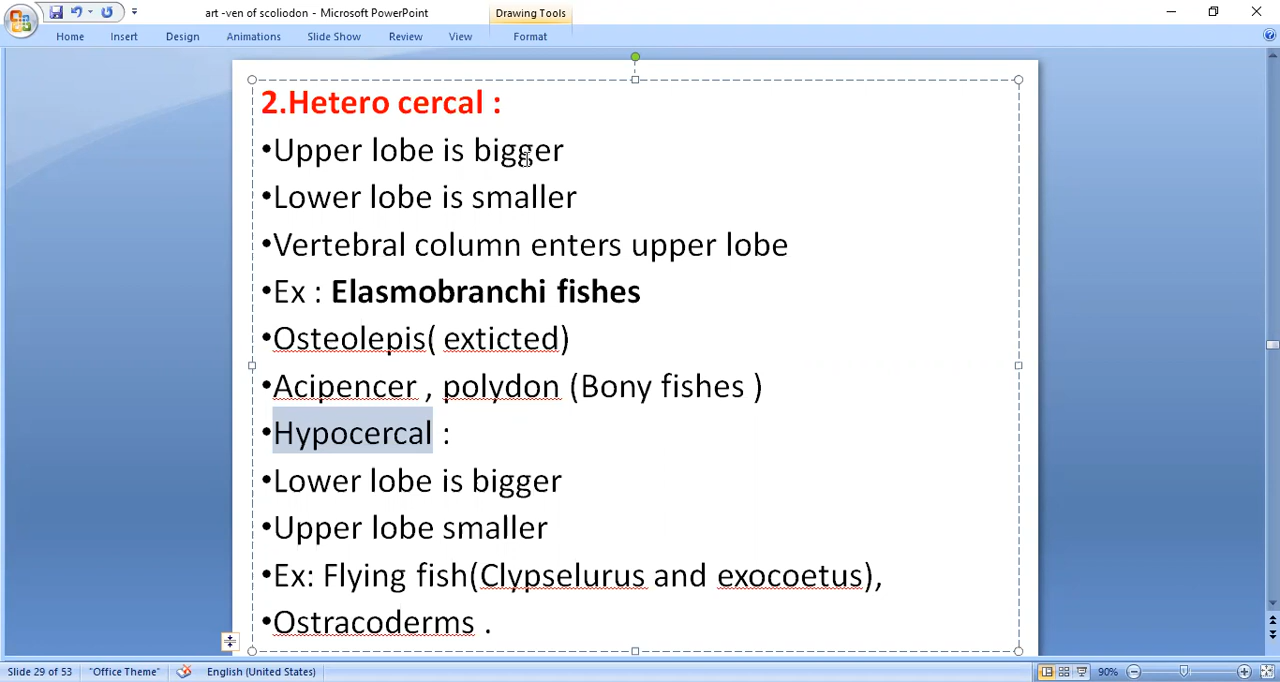 art -ven of scoliodon - Microsoft PowerPoint
Drawing Tools
Home Insert Design Animations Slide Show Review View Format
2.Hetero cercal :
•Upper lobe is bigger
•Lower lobe is smaller
•Vertebral column enters upper lobe
•Ex : Elasmobranchi fishes
•Osteolepis( exticted)
•Acipencer , polydon (Bony fishes )
•Hypocercal :
•Lower lobe is bigger
•Upper lobe smaller
•Ex: Flying fish(Clypselurus and exocoetus),
•Ostracoderms .
Slide 29 of 53 "Office Theme" English (United States) 90%